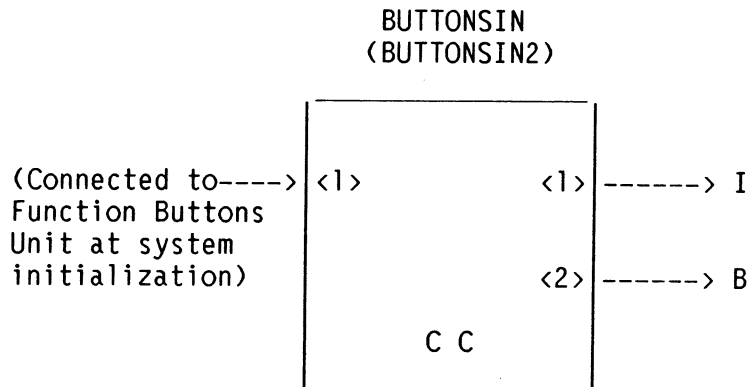 BUTTONSIN
(BUTTONSIN2)
(Connected to----> <1> <1> ------> I
Function Buttons
Unit at system
initialization) <2> ------> B
C C